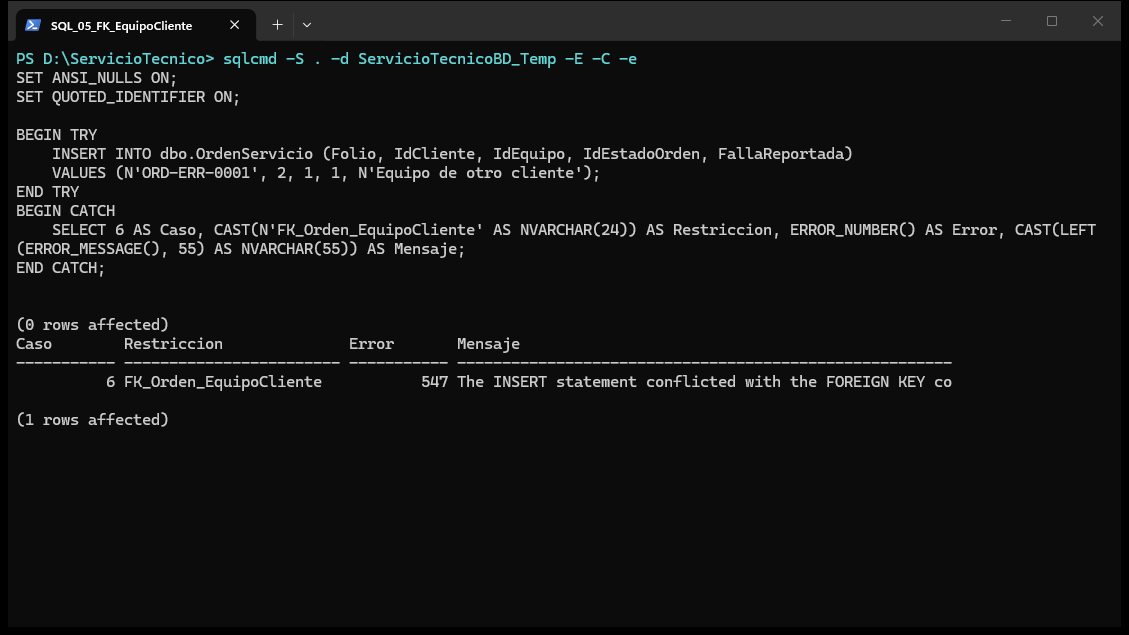 SQL_05_FK_EquipoCliente
PS D:\ServicioTecnico> sqlcmd -S . -d ServicioTecnicoBD_Temp -E -C -e
SET ANSI_NULLS ON;
SET QUOTED_IDENTIFIER ON;
BEGIN TRY
    INSERT INTO dbo.OrdenServicio (Folio, IdCliente, IdEquipo, IdEstadoOrden, FallaReportada)
    VALUES (N'ORD-ERR-0001', 2, 1, 1, N'Equipo de otro cliente');
END TRY
BEGIN CATCH
    SELECT 6 AS Caso, CAST(N'FK_Orden_EquipoCliente' AS NVARCHAR(24)) AS Restriccion, ERROR_NUMBER() AS Error, CAST(LEFT
(ERROR_MESSAGE(), 55) AS NVARCHAR(55)) AS Mensaje;
END CATCH;
(0 rows affected)
Caso        Restriccion              Error       Mensaje
----------- ------------------------ ----------- -------------------------------------------------------
          6 FK_Orden_EquipoCliente           547 The INSERT statement conflicted with the FOREIGN KEY co
(1 rows affected)